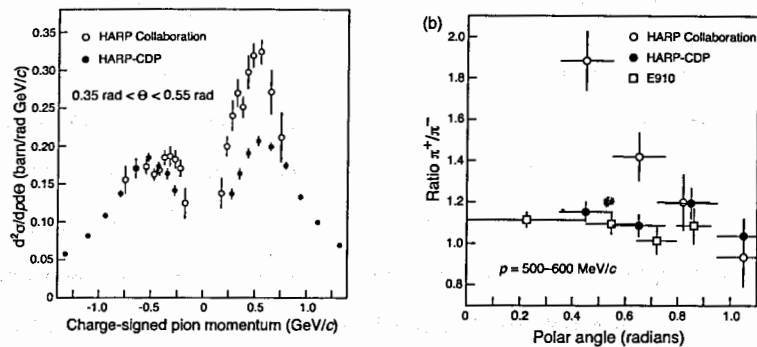 HARP Collaboration
HARP-CDP
0.35 rad < Θ < 0.55 rad
0.35
0.30
0.25
0.20
0.15
0.10
0.05
0
-1.0
-0.5
0
0.5
1.0
Charge-signed pion momentum (GeV/c)
d²σ/dpdΘ (barn/rad GeV/c)
(b)
HARP Collaboration
HARP-CDP
E910
2.0
1.6
1.4
1.2
1.0
0.8
p = 500–600 MeV/c
0
0.2
0.4
0.6
0.8
1.0
Polar angle (radians)
Ratio π⁺/π⁻